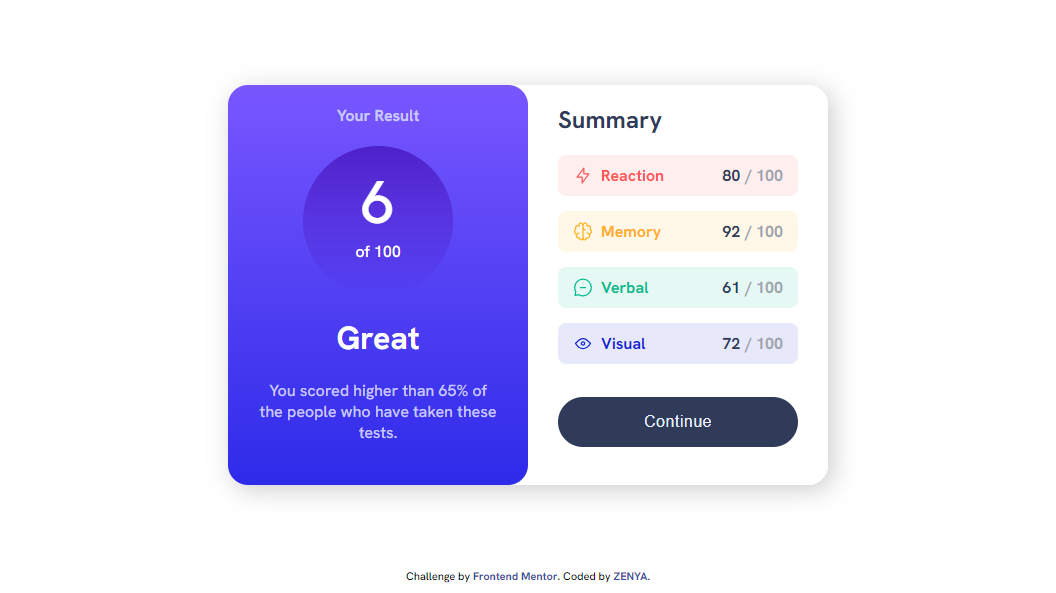 Your Result
6
of 100
Great
You scored higher than 65% of
the people who have taken these
tests.
Summary
Reaction 80 / 100
Memory 92 / 100
Verbal 61 / 100
Visual 72 / 100
Continue
Challenge by Frontend Mentor. Coded by ZENYA.